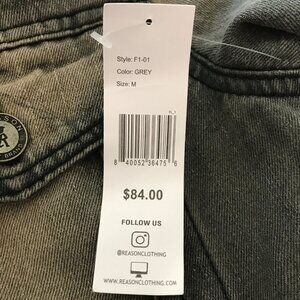 Style: F1-01
Color: GREY
Size: M
8 40052 36475 6
$84.00
FOLLOW US
@REASONCLOTHING
WWW.REASONCLOTHING.COM